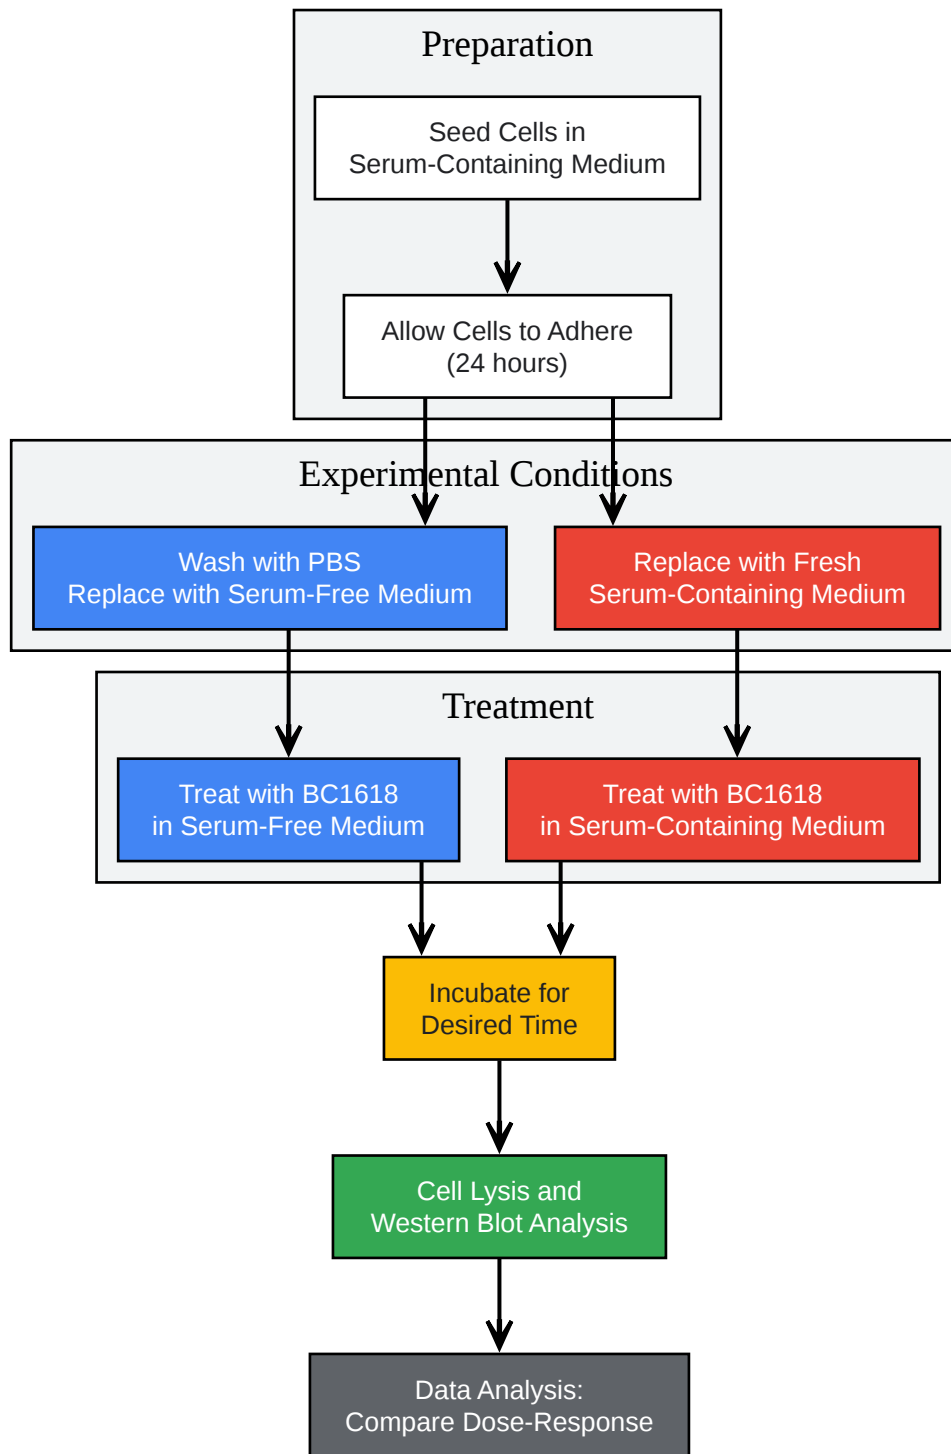 Preparation
Seed Cells in
Serum-Containing Medium
Allow Cells to Adhere
(24 hours)
Experimental Conditions
Wash with PBS
Replace with Serum-Free Medium
Replace with Fresh
Serum-Containing Medium
Treatment
Treat with BC1618
in Serum-Free Medium
Treat with BC1618
in Serum-Containing Medium
Incubate for
Desired Time
Cell Lysis and
Western Blot Analysis
Data Analysis:
Compare Dose-Response